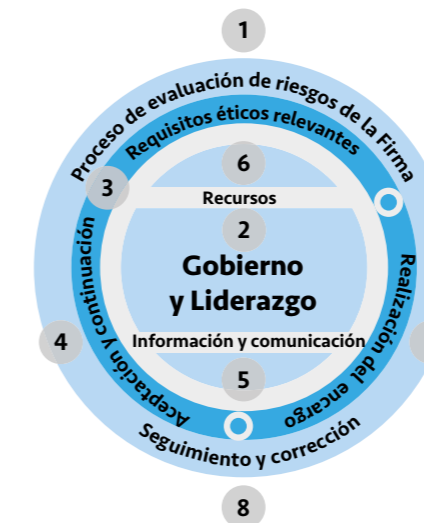 1
Proceso de evaluación de riesgos de la Firma
Requisitos éticos relevantes
3
6
Recursos
2
Gobierno
y Liderazgo
Información y comunicación
4
5
Aceptación y continuación
Realización del encargo
Seguimiento y corrección
8